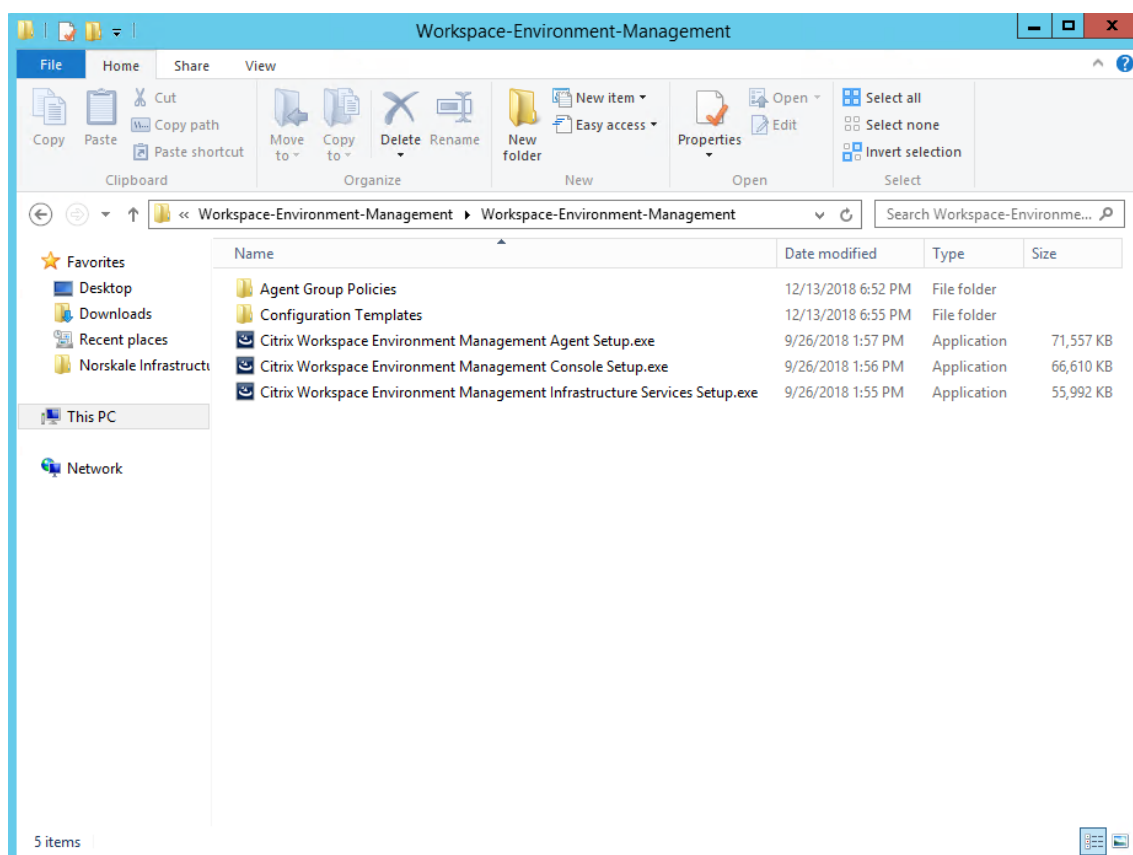 Workspace-Environment-Management
File Home Share View
Copy
Paste
Cut
Copy path
Paste shortcut
Clipboard
Move to
Copy to
Delete
Rename
Organize
New folder
New item
Easy access
New
Properties
Open
Edit
Open
Select all
Select none
Invert selection
Select
« Workspace-Environment-Management Workspace-Environment-Management
Search Workspace-Environme...
Favorites
Desktop
Downloads
Recent places
Norskale Infrastructu
This PC
Network
Name Date modified Type Size
Agent Group Policies 12/13/2018 6:52 PM File folder
Configuration Templates 12/13/2018 6:55 PM File folder
Citrix Workspace Environment Management Agent Setup.exe 9/26/2018 1:57 PM Application 71,557 KB
Citrix Workspace Environment Management Console Setup.exe 9/26/2018 1:56 PM Application 66,610 KB
Citrix Workspace Environment Management Infrastructure Services Setup.exe 9/26/2018 1:55 PM Application 55,992 KB
5 items